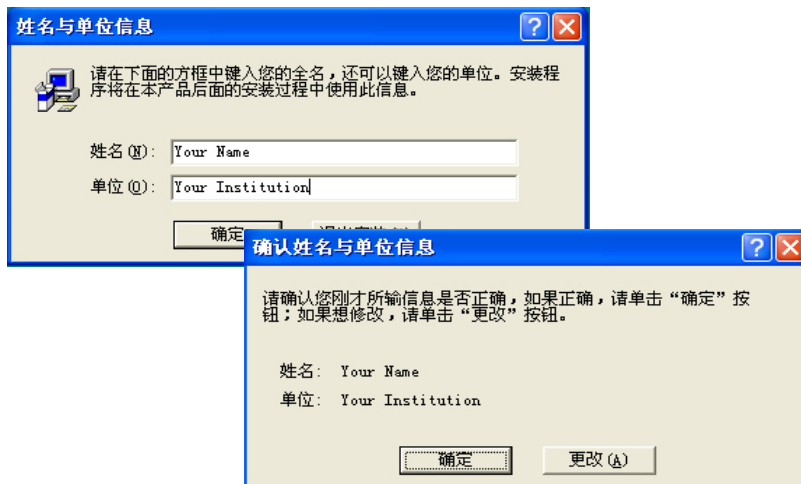 姓名与单位信息
请在下面的方框中键入您的全名，还可以键入您的单位。安装程
序将在本产品后面的安装过程中使用此信息。
姓名(N): Your Name
单位(O): Your Institution
确定
确认姓名与单位信息
请确认您刚才所输信息是否正确，如果正确，请单击“确定”按
钮；如果想修改，请单击“更改”按钮。
姓名: Your Name
单位: Your Institution
确定 更改(A)